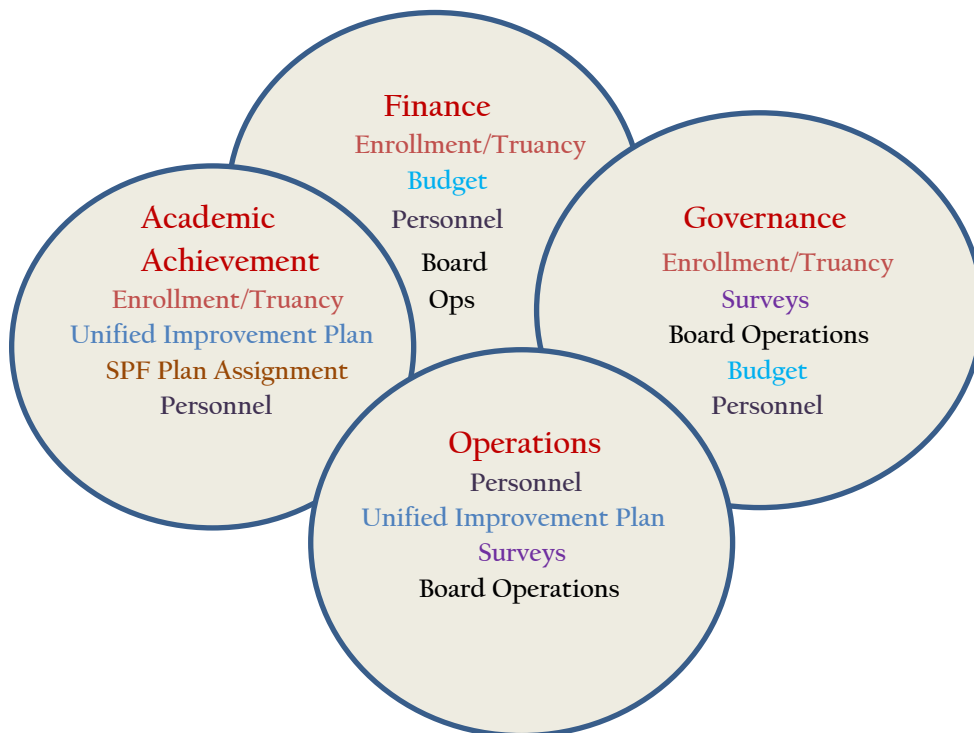 Finance
Enrollment/Truancy
Budget
Personnel
Board
Ops
Academic
Achievement
Enrollment/Truancy
Unified Improvement Plan
SPF Plan Assignment
Personnel
Governance
Enrollment/Truancy
Surveys
Board Operations
Budget
Personnel
Operations
Personnel
Unified Improvement Plan
Surveys
Board Operations